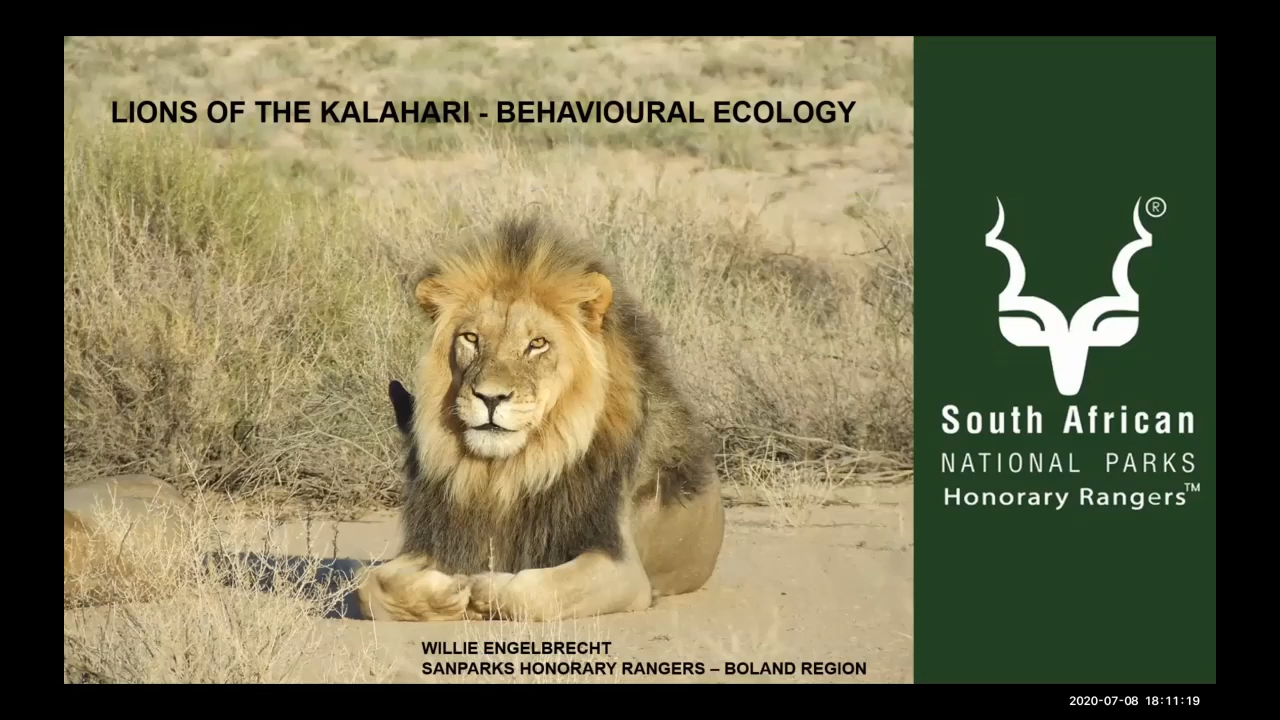 LIONS OF THE KALAHARI - BEHAVIOURAL ECOLOGY
®
South African
NATIONAL PARKS
Honorary Rangers™
WILLIE ENGELBRECHT
SANPARKS HONORARY RANGERS – BOLAND REGION
2020-07-08 18:11:19